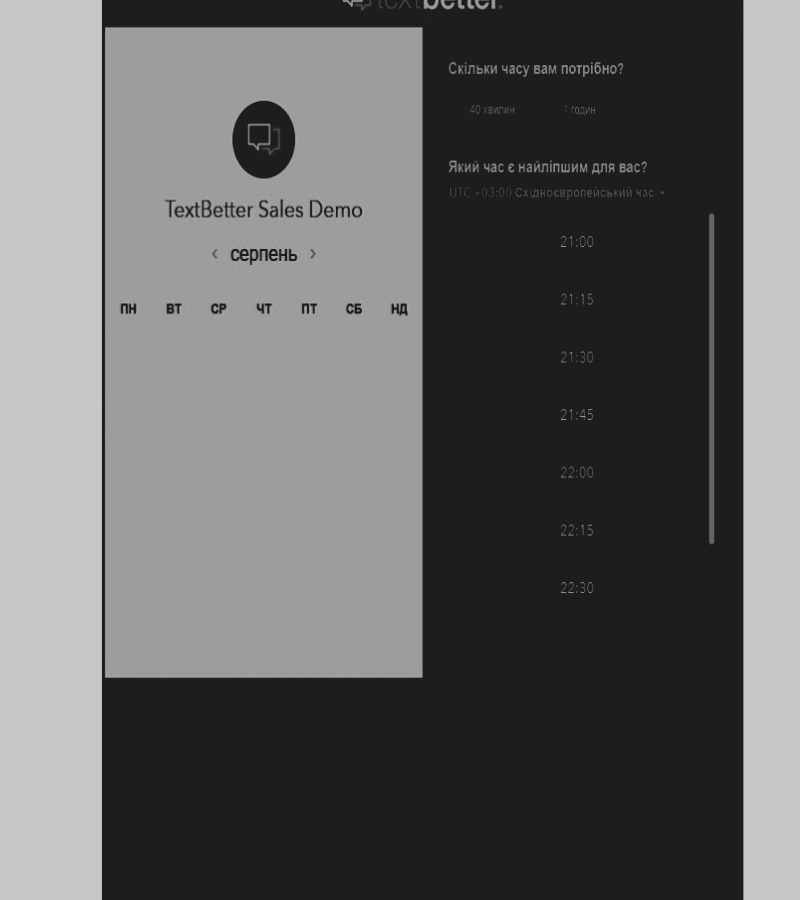 textbetter.
TextBetter Sales Demo
‹ серпень ›
ПН ВТ СР ЧТ ПТ СБ НД
Скільки часу вам потрібно?
40 хвилин 1 годин
Який час є найліпшим для вас?
UTC +03:00 Східноєвропейський час
21:00
21:15
21:30
21:45
22:00
22:15
22:30